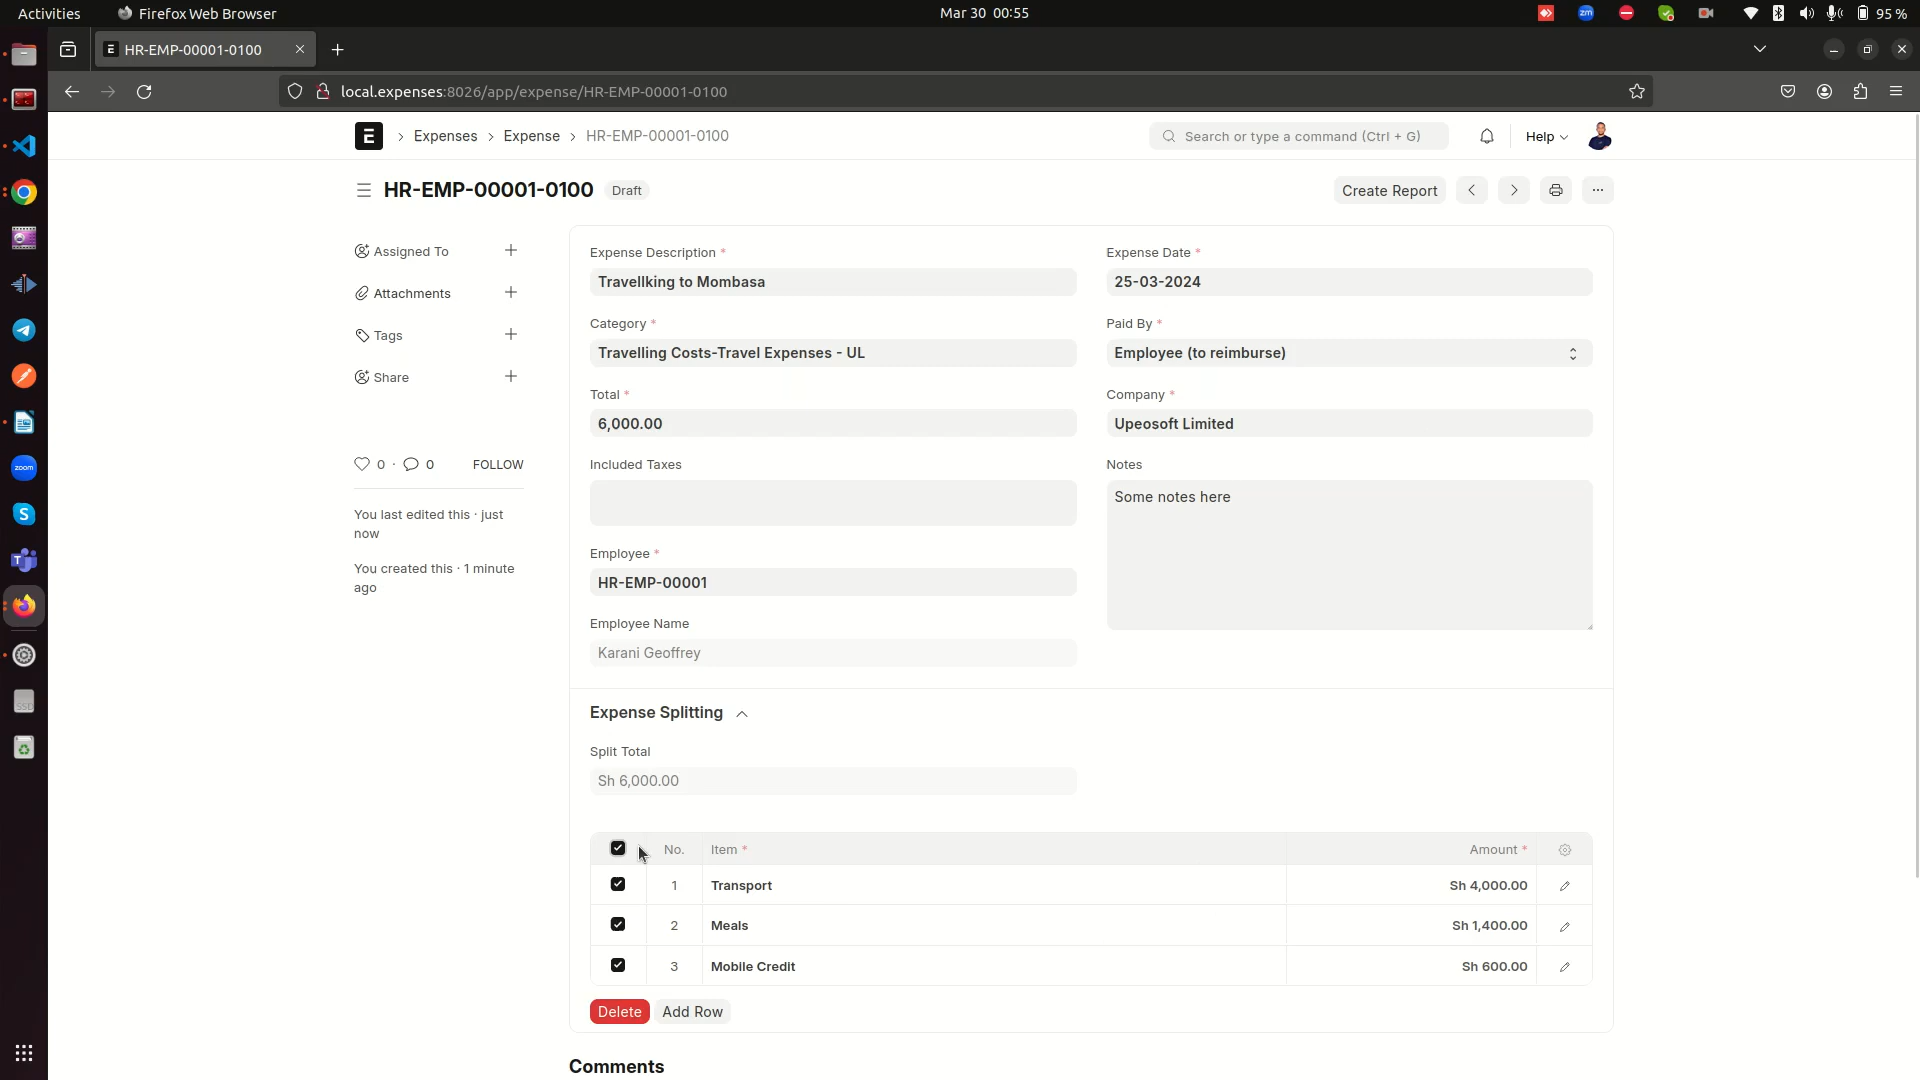 Activities
Firefox Web Browser
Mar 30 00:55
zm
95 %
E HR-EMP-00001-0100
local.expenses:8026/app/expense/HR-EMP-00001-0100
E
Expenses
Expense
HR-EMP-00001-0100
Search or type a command (Ctrl + G)
Help
HR-EMP-00001-0100
Draft
Create Report
Assigned To
Attachments
Tags
Share
0 · 0
FOLLOW
You last edited this · just
now
You created this · 1 minute
ago
Expense Description *
Travellking to Mombasa
Expense Date *
25-03-2024
Category *
Travelling Costs-Travel Expenses - UL
Paid By *
Employee (to reimburse)
Total *
6,000.00
Company *
Upeosoft Limited
Included Taxes
Notes
Some notes here
Employee *
HR-EMP-00001
Employee Name
Karani Geoffrey
Expense Splitting
Split Total
Sh 6,000.00
No.
Item *
Amount *
1
Transport
Sh 4,000.00
2
Meals
Sh 1,400.00
3
Mobile Credit
Sh 600.00
Delete
Add Row
Comments
zoom
S
T
SSD